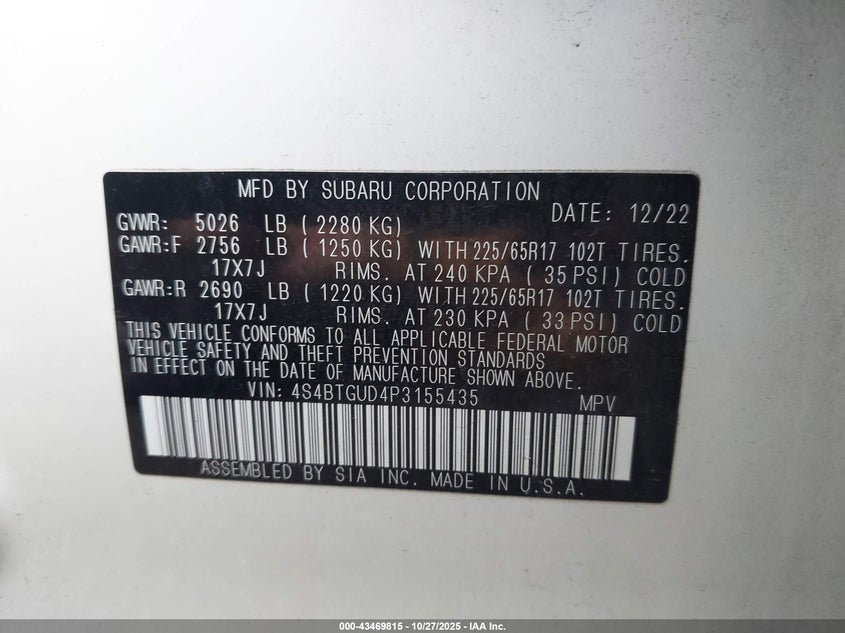 MFD BY SUBARU CORPORATION
DATE: 12/22
GVWR: 5026 LB (2280 KG)
GAWR:F 2756 LB (1250 KG) WITH 225/65R17 102T TIRES.
17X7J RIMS. AT 240 KPA (35 PSI) COLD
GAWR:R 2690 LB (1220 KG) WITH 225/65R17 102T TIRES.
17X7J RIMS. AT 230 KPA (33 PSI) COLD
THIS VEHICLE CONFORMS TO ALL APPLICABLE FEDERAL MOTOR
VEHICLE SAFETY AND THEFT PREVENTION STANDARDS
IN EFFECT ON THE DATE OF MANUFACTURE SHOWN ABOVE.
VIN: 4S4BTGUD4P3155435 MPV
ASSEMBLED BY SIA INC. MADE IN U.S.A.
000-43469815 - 10/27/2025 - IAA Inc.